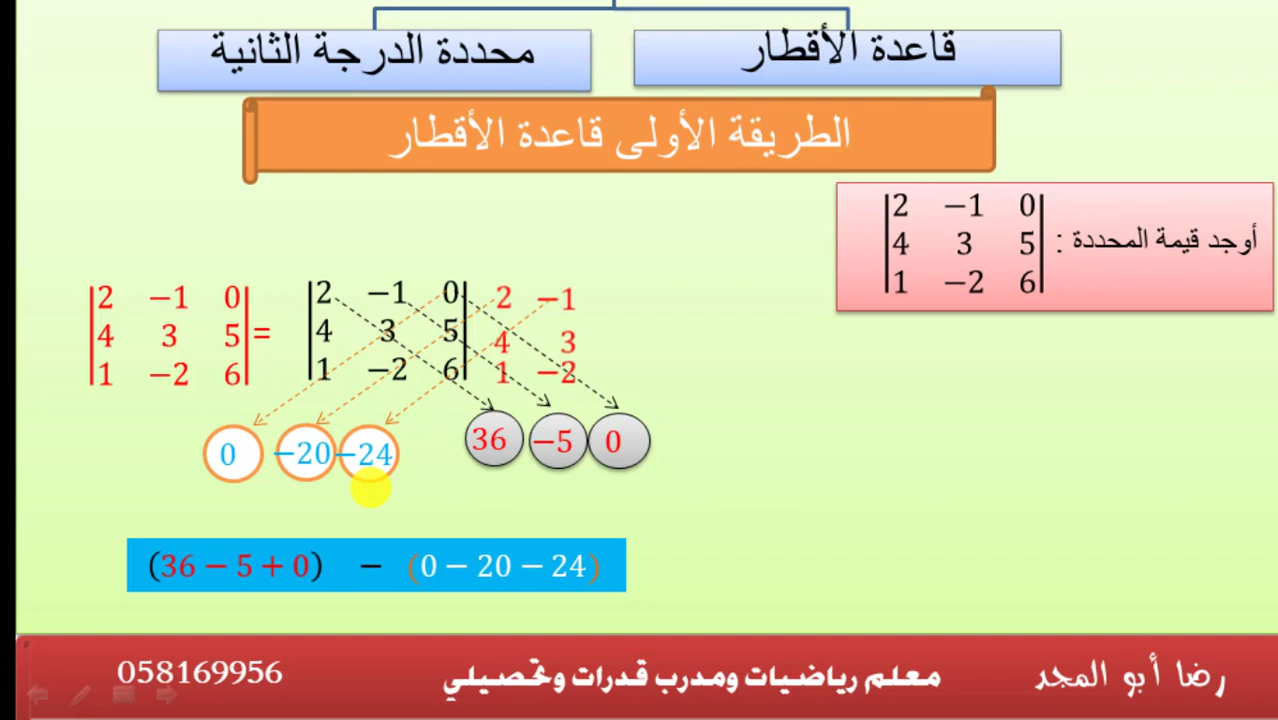 قاعدة الأقطار
محددة الدرجة الثانية
الطريقة الأولى قاعدة الأقطار
أوجد قيمة المحددة :
|2 −1 0|
|4 3 5|
|1 −2 6|
|2 −1 0| |2 −1 0| 2 −1
|4 3 5| = |4 3 5| 4 3
|1 −2 6| |1 −2 6| 1 −2
0 −20 −24 36 −5 0
(36 − 5 + 0) − (0 − 20 − 24)
رضا أبو المجد
معلم رياضيات ومدرب قدرات وتحصيلي
058169956